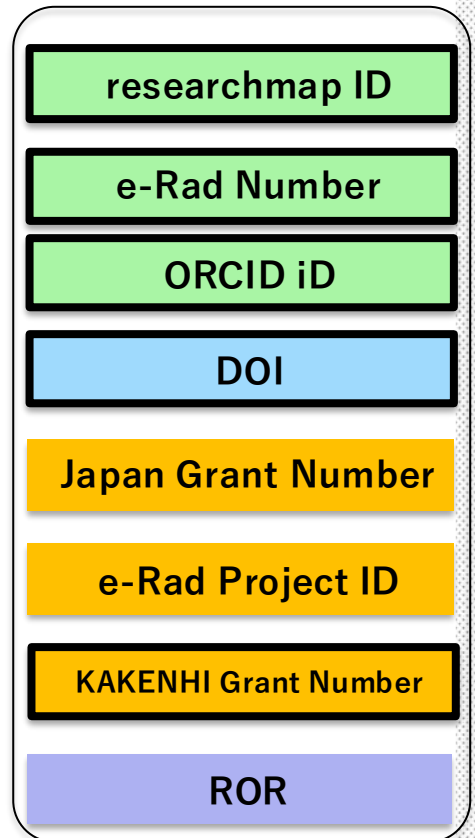 researchmap ID
e-Rad Number
ORCID iD
DOI
Japan Grant Number
e-Rad Project ID
KAKENHI Grant Number
ROR